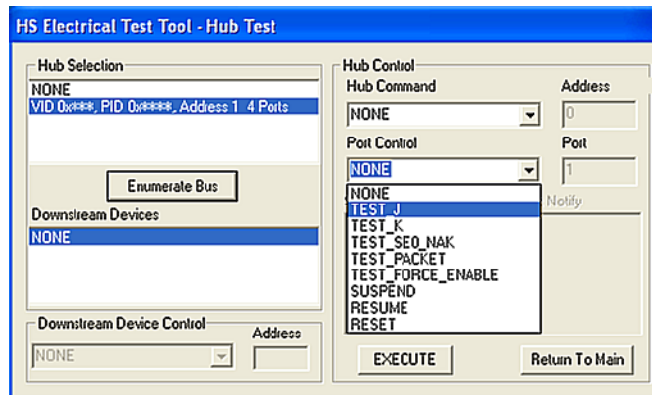 HS Electrical Test Tool - Hub Test
Hub Selection
NONE
VID 0x***, PID 0x****, Address 1 4 Ports
Enumerate Bus
Downstream Devices
NONE
Downstream Device Control
Address
NONE
Hub Control
Hub Command
Address
NONE
0
Port Control
Port
NONE
1
NONE
TEST_J
TEST_K
TEST_SE0_NAK
TEST_PACKET
TEST_FORCE_ENABLE
SUSPEND
RESUME
RESET
Notify
EXECUTE
Return To Main